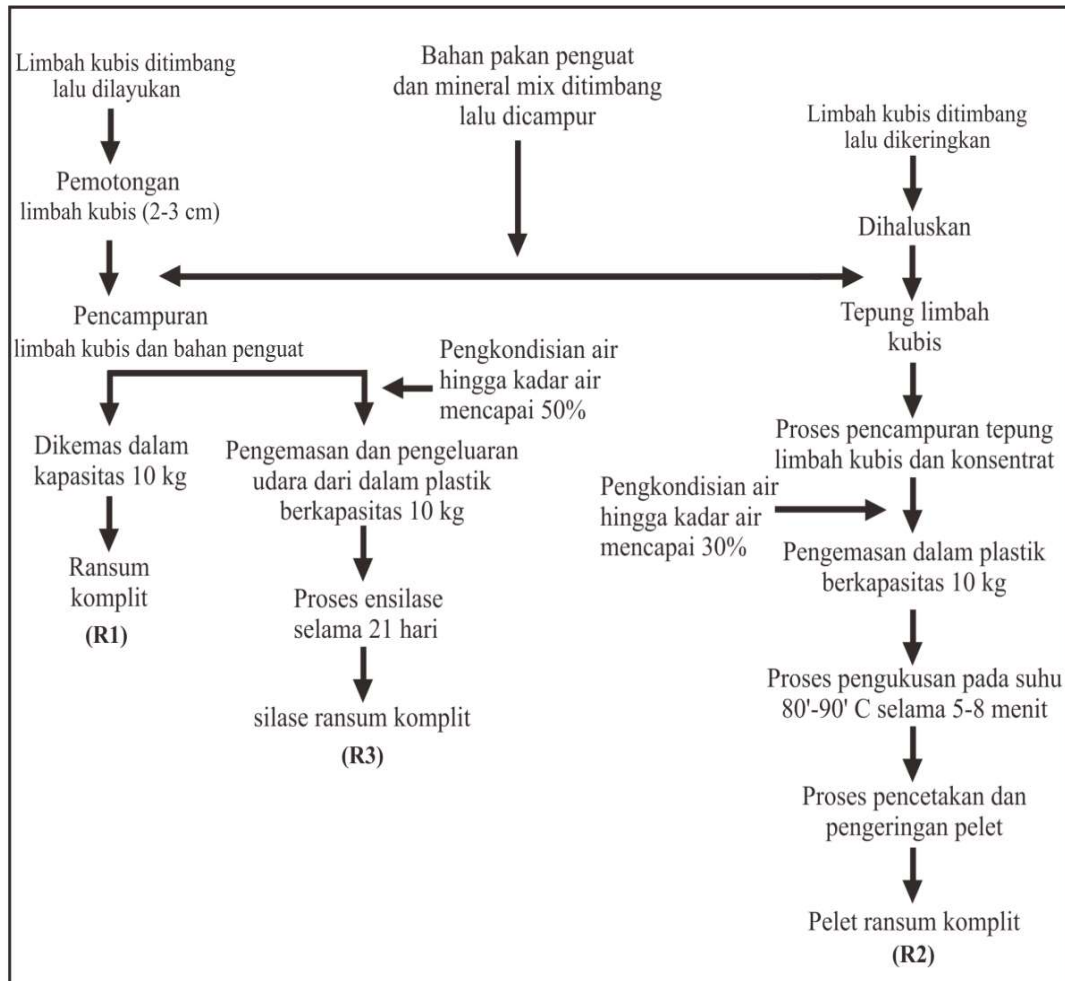 Limbah kubis ditimbang
lalu dilayukan
Pemotongan
limbah kubis (2-3 cm)
Pencampuran
limbah kubis dan bahan penguat
Bahan pakan penguat
dan mineral mix ditimbang
lalu dicampur
Pengkondisian air
hingga kadar air
mencapai 50%
Dikemas dalam
kapasitas 10 kg
Ransum
komplit
(R1)
Pengemasan dan pengeluaran
udara dari dalam plastik
berkapasitas 10 kg
Proses ensilase
selama 21 hari
silase ransum komplit
(R3)
Limbah kubis ditimbang
lalu dikeringkan
Dihaluskan
Tepung limbah
kubis
Proses pencampuran tepung
limbah kubis dan konsentrat
Pengkondisian air
hingga kadar air
mencapai 30%
Pengemasan dalam plastik
berkapasitas 10 kg
Proses pengukusan pada suhu
80'-90' C selama 5-8 menit
Proses pencetakan dan
pengeringan pelet
Pelet ransum komplit
(R2)